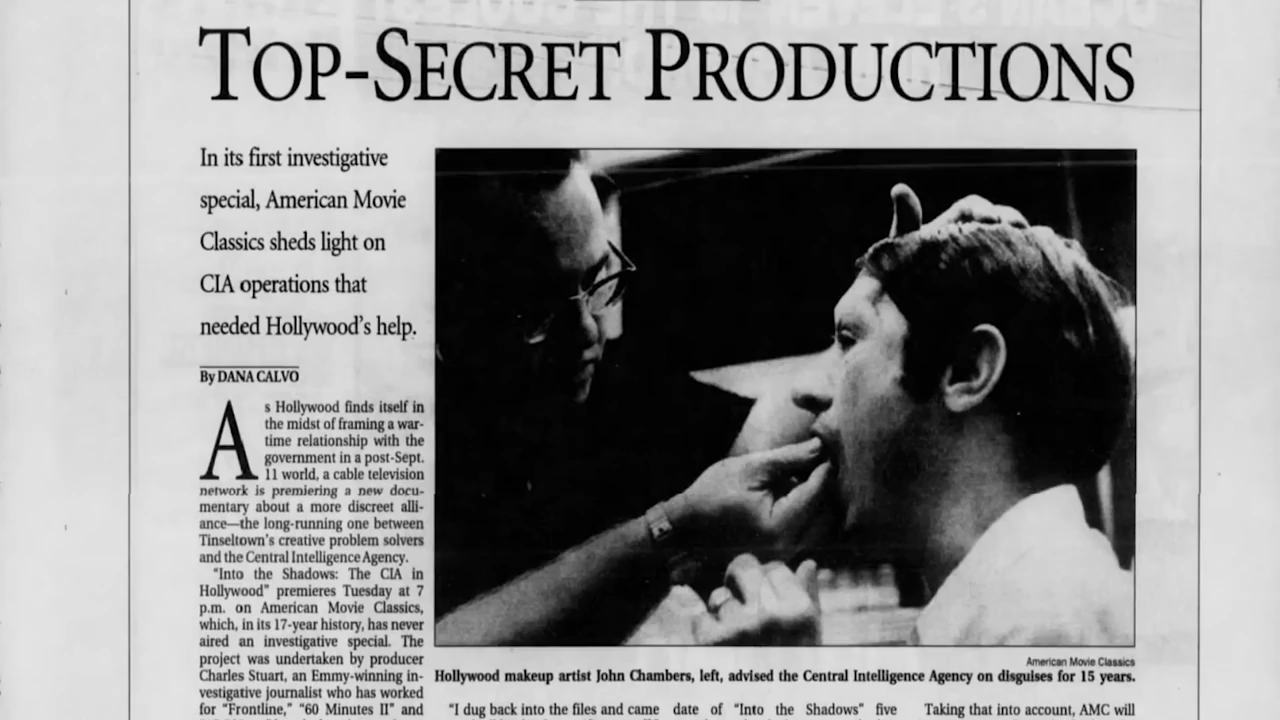 TOP-SECRET PRODUCTIONS
In its first investigative
special, American Movie
Classics sheds light on
CIA operations that
needed Hollywood's help.
By DANA CALVO
As Hollywood finds itself in
the midst of framing a war-
time relationship with the
government in a post-Sept.
11 world, a cable television
network is premiering a new docu-
mentary about a more discreet alli-
ance—the long-running one between
Tinseltown's creative problem solvers
and the Central Intelligence Agency.
"Into the Shadows: The CIA in
Hollywood" premieres Tuesday at 7
p.m. on American Movie Classics,
which, in its 17-year history, has never
aired an investigative special. The
project was undertaken by producer
Charles Stuart, an Emmy-winning in-
vestigative journalist who has worked
for "Frontline," "60 Minutes II" and
American Movie Classics
Hollywood makeup artist John Chambers, left, advised the Central Intelligence Agency on disguises for 15 years.
"I dug back into the files and came
date of "Into the Shadows" five
Taking that into account, AMC will